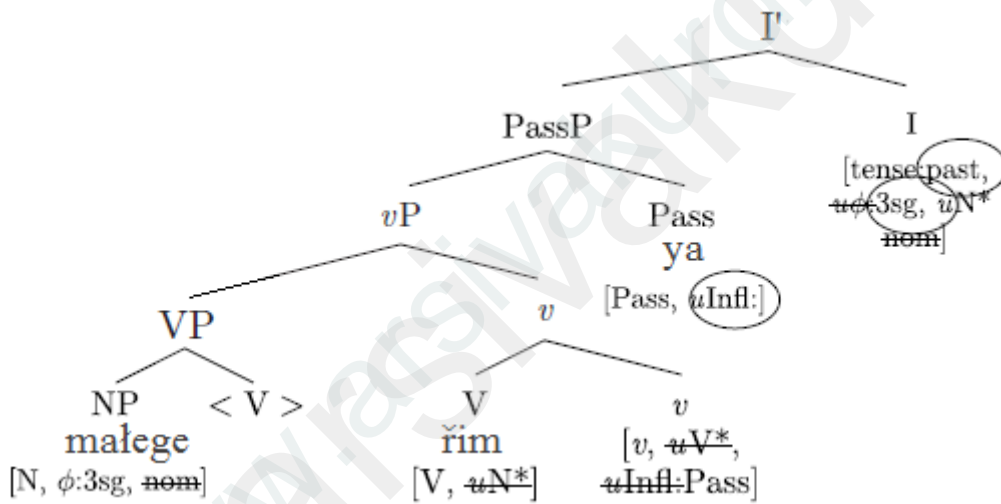 I'
PassP I
[tense:past,
uϕ:3sg, uN*
nom]
vP Pass
ya
[Pass, uInfl:]
VP v
NP < V > V v
małege řim
[N, ϕ:3sg, nom] [V, uN*] [v, uV*,
uInfl:Pass]